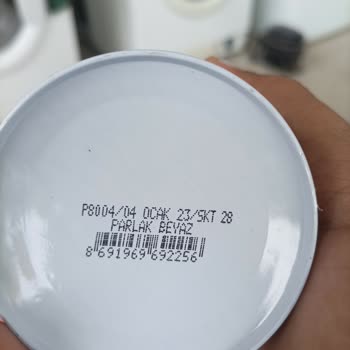 P8004/04 OCAK 23/SKT 28
PARLAK BEYAZ
8 691969 692256